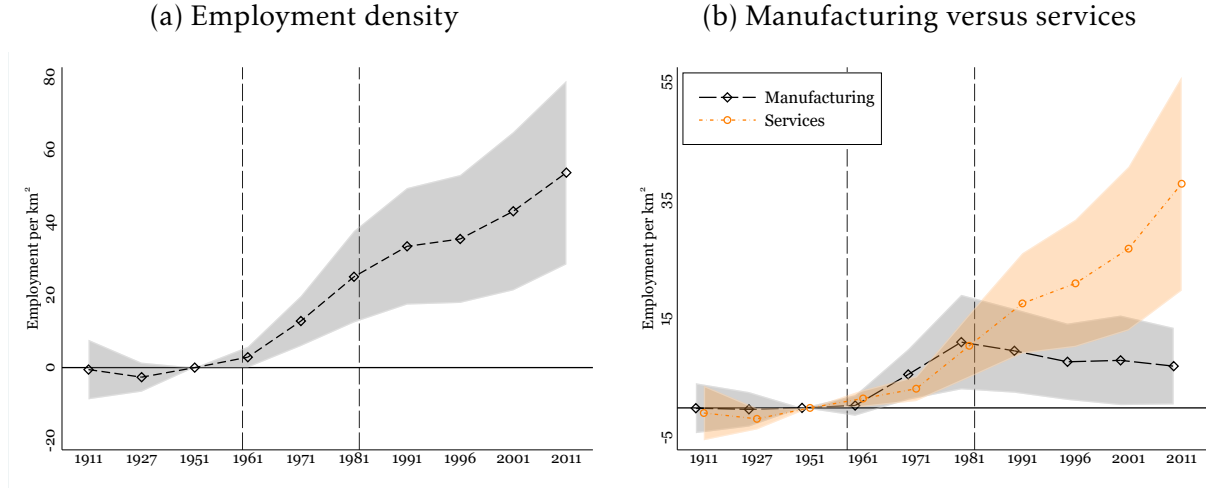 (a) Employment density
Employment per km²
80
60
40
20
0
-20
1911 1927 1951 1961 1971 1981 1991 1996 2001 2011
(b) Manufacturing versus services
Manufacturing
Services
Employment per km²
55
35
15
-5
1911 1927 1951 1961 1971 1981 1991 1996 2001 2011